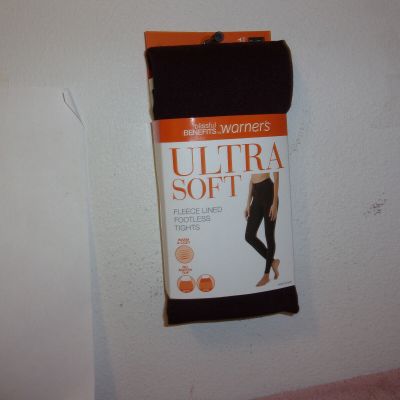 blissful
BENEFITS by warner's
ULTRA
SOFT
FLEECE LINED
FOOTLESS
TIGHTS